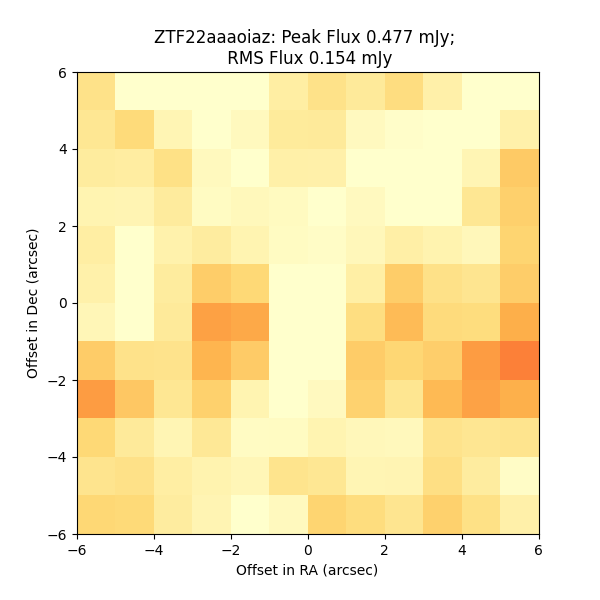 ZTF22aaaoiaz: Peak Flux 0.477 mJy;
RMS Flux 0.154 mJy
6
4
2
0
−2
−4
−6
Offset in Dec (arcsec)
−6 −4 −2 0 2 4 6
Offset in RA (arcsec)